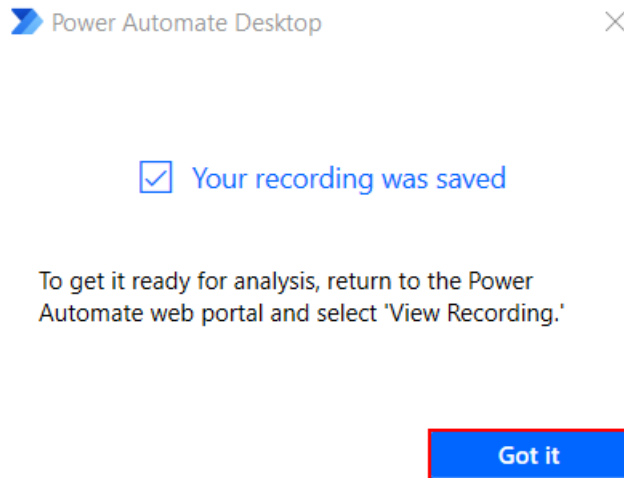 Power Automate Desktop
Your recording was saved
To get it ready for analysis, return to the Power
Automate web portal and select 'View Recording.'
Got it